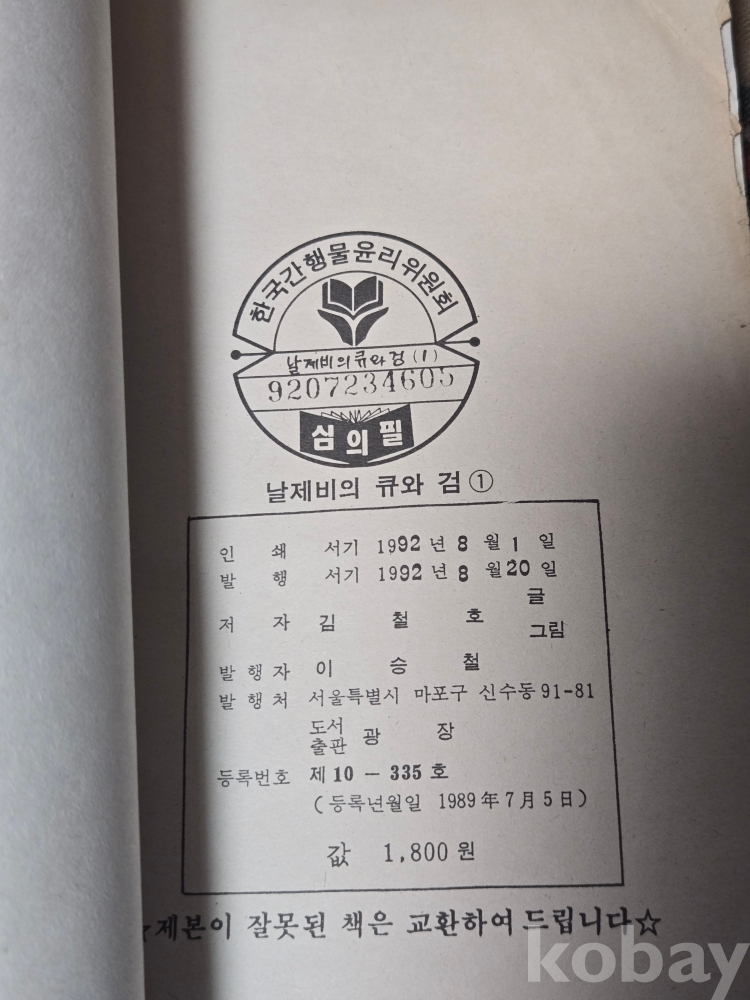 한국간행물윤리위원회
날제비의 큐와 검 (1)
9207234605
심의필
날제비의 큐와 검 ①
인 쇄 서기 1992 년 8 월 1 일
발 행 서기 1992 년 8 월 20 일
저 자 김 철 호 글 그림
발 행 자 이 승 철
발 행 처 서울특별시 마포구 신수동 91-81
도서출판 광 장
등록번호 제 10 - 335 호
( 등록년월일 1989 年 7 月 5 日 )
값 1,800 원
☆제본이 잘못된 책은 교환하여 드립니다☆
kobay